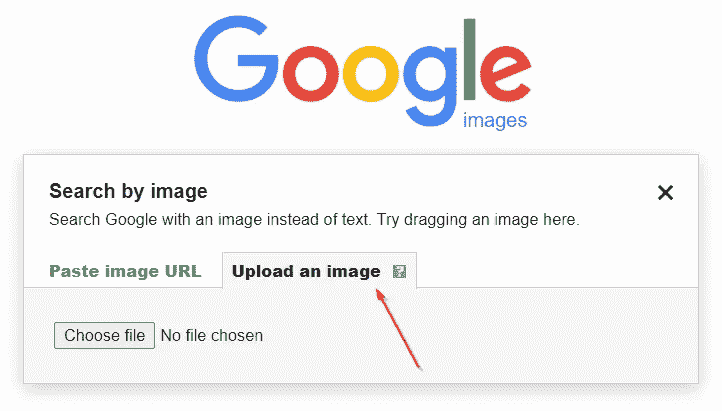 Google
images
Search by image
Search Google with an image instead of text. Try dragging an image here.
Paste image URL Upload an image ?
Choose file No file chosen